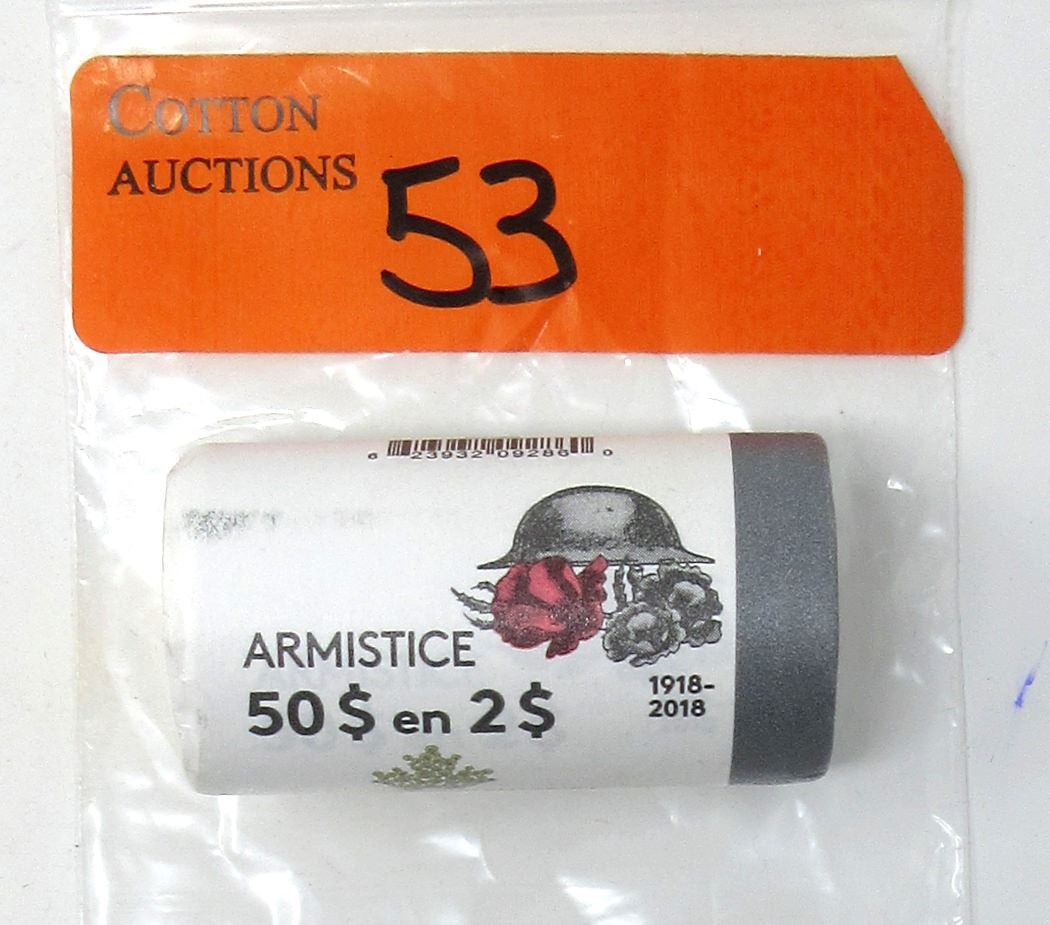 COTTON
AUCTIONS
53
6 23932 09286 0
ARMISTICE
50 $ en 2 $
1918-
2018